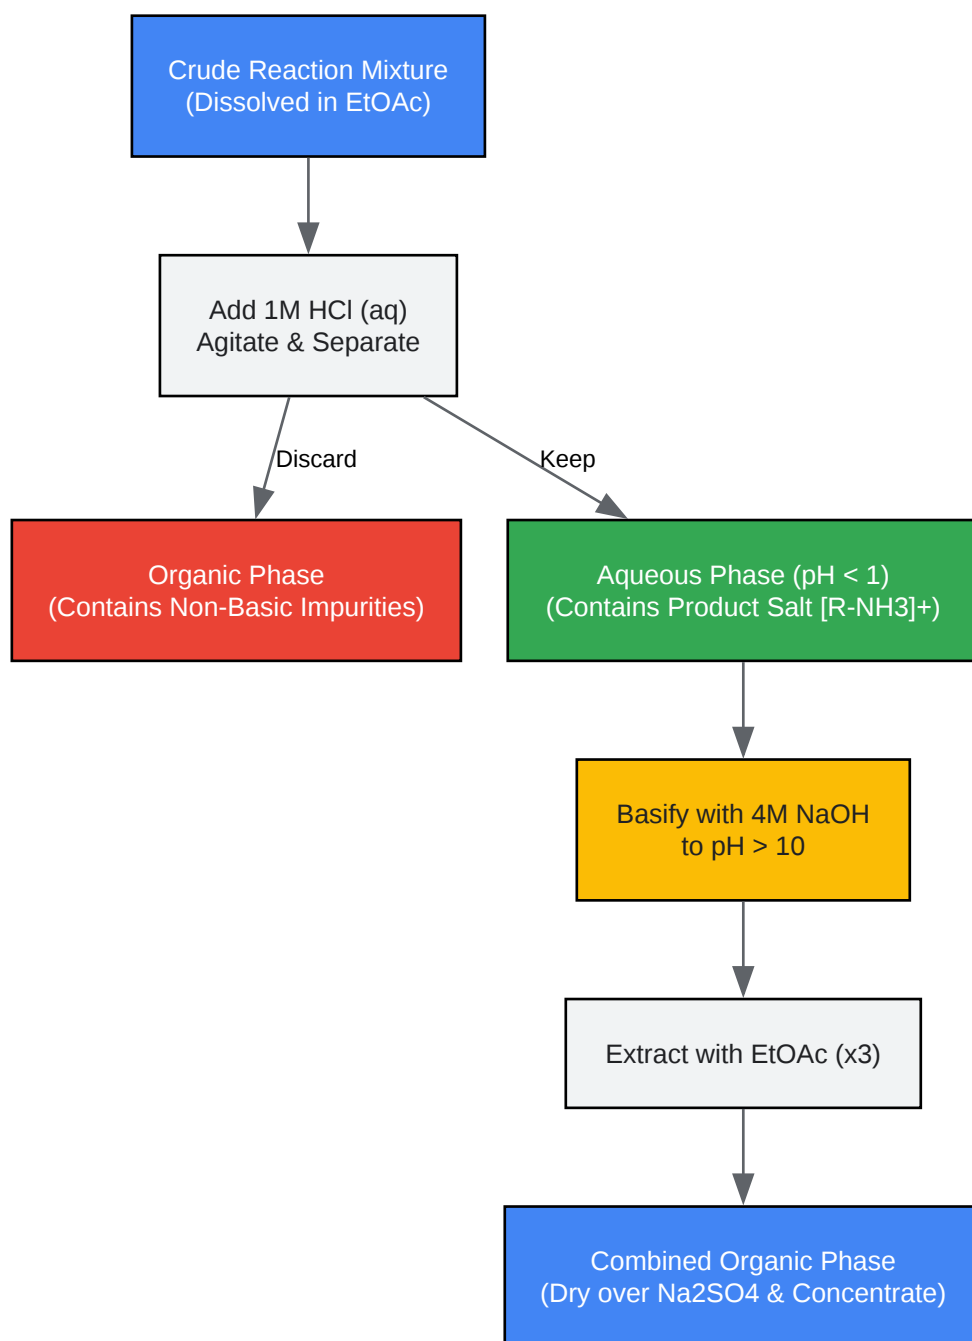 Crude Reaction Mixture
(Dissolved in EtOAc)
Add 1M HCl (aq)
Agitate & Separate
Discard
Keep
Organic Phase
(Contains Non-Basic Impurities)
Aqueous Phase (pH < 1)
(Contains Product Salt [R-NH3]+)
Basify with 4M NaOH
to pH > 10
Extract with EtOAc (x3)
Combined Organic Phase
(Dry over Na2SO4 & Concentrate)